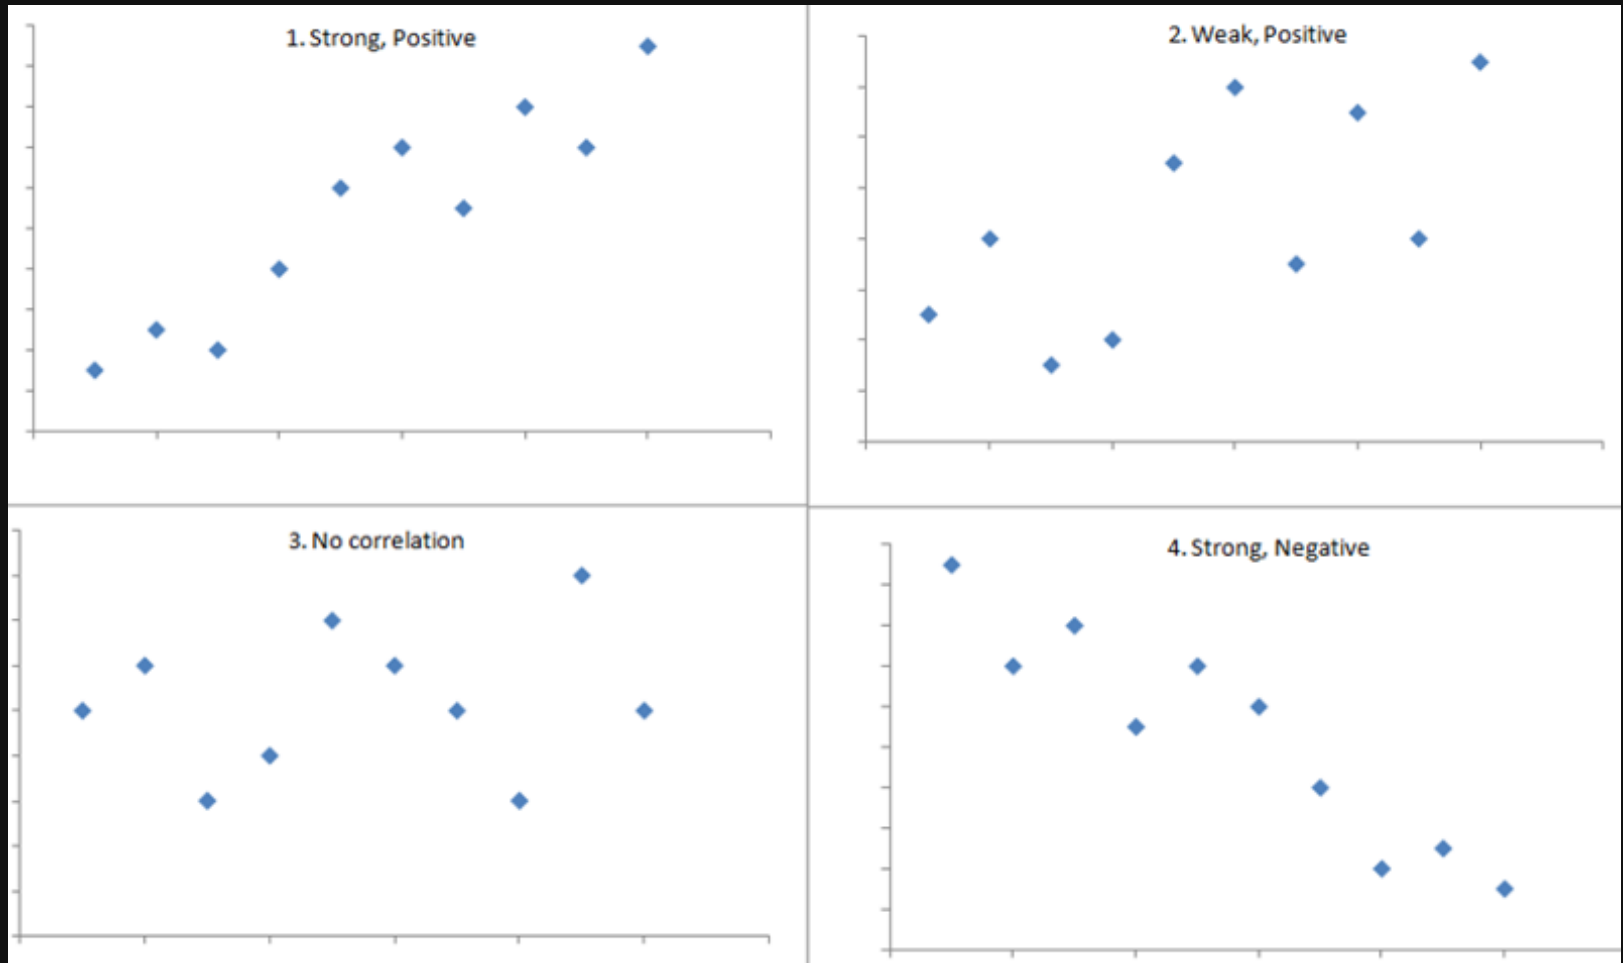 1. Strong, Positive
2. Weak, Positive
3. No correlation
4. Strong, Negative